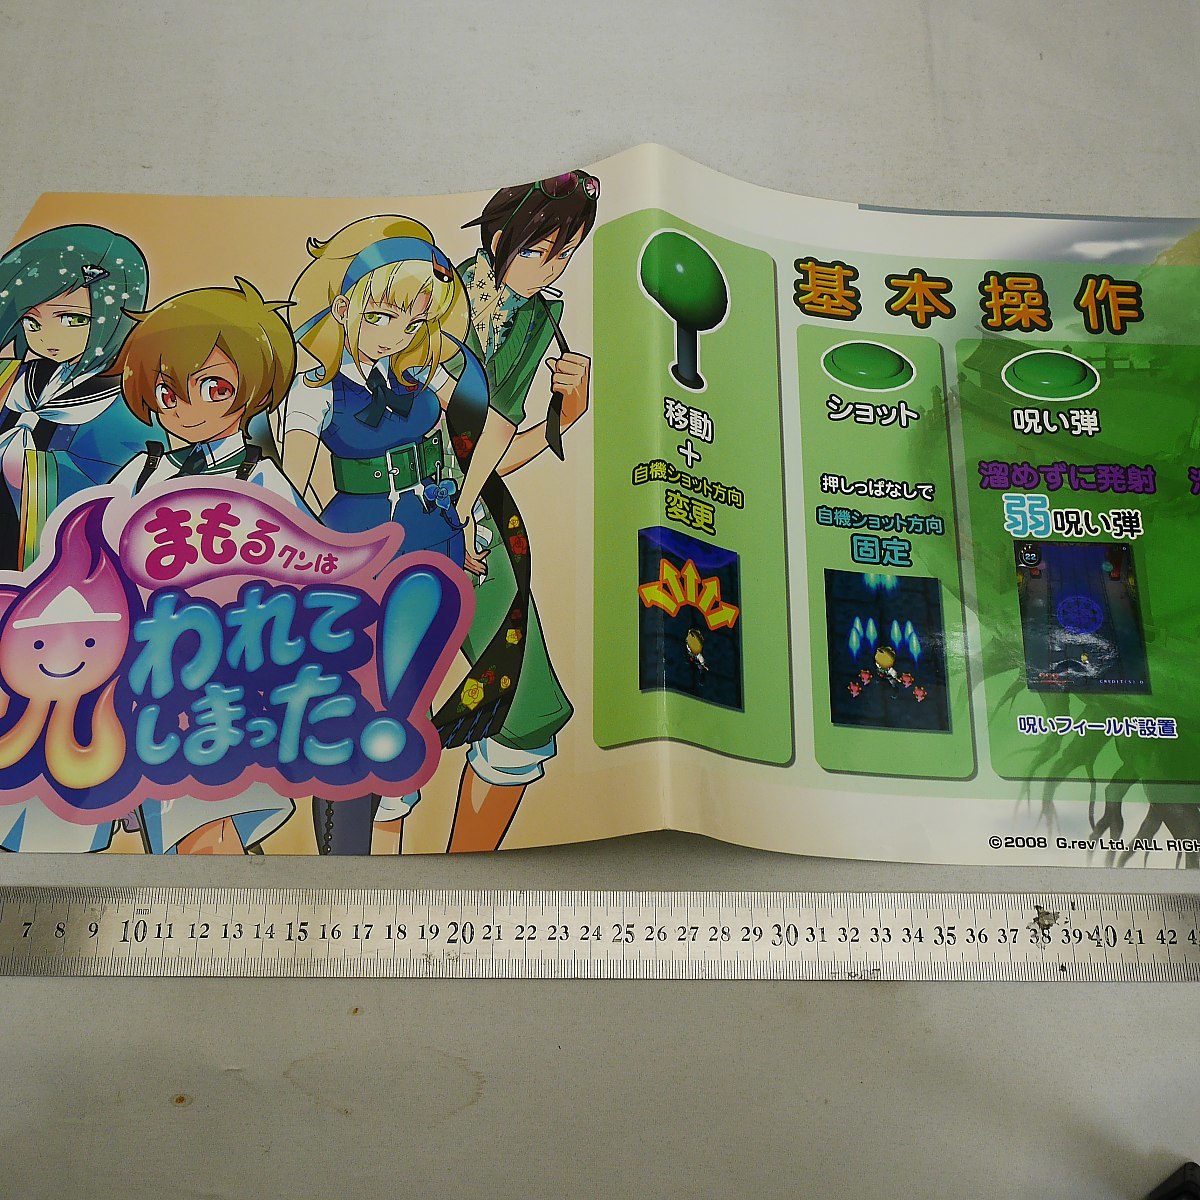 まもるクンは
呪われて
しまった!
基本操作
移動
+
自機ショット方向
変更
ショット
押しっぱなしで
自機ショット方向
固定
呪い弾
溜めずに発射
弱呪い弾
22
CREDIT(S) 0
呪いフィールド設置
©2008 G.rev Ltd. ALL RIGH
mm
7 8 9 10 11 12 13 14 15 16 17 18 19 20 21 22 23 24 25 26 27 28 29 30 31 32 33 34 35 36 37 38 39 40 41 42